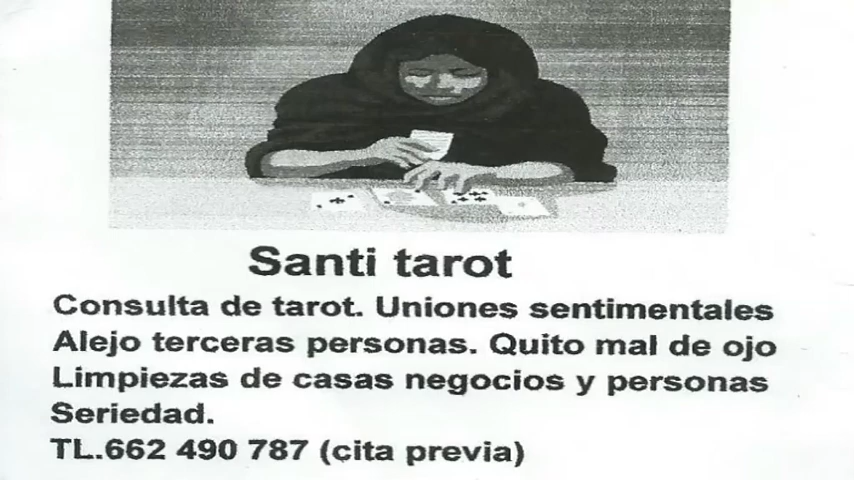 Santi tarot
Consulta de tarot. Uniones sentimentales
Alejo terceras personas. Quito mal de ojo
Limpiezas de casas negocios y personas
Seriedad.
TL.662 490 787 (cita previa)